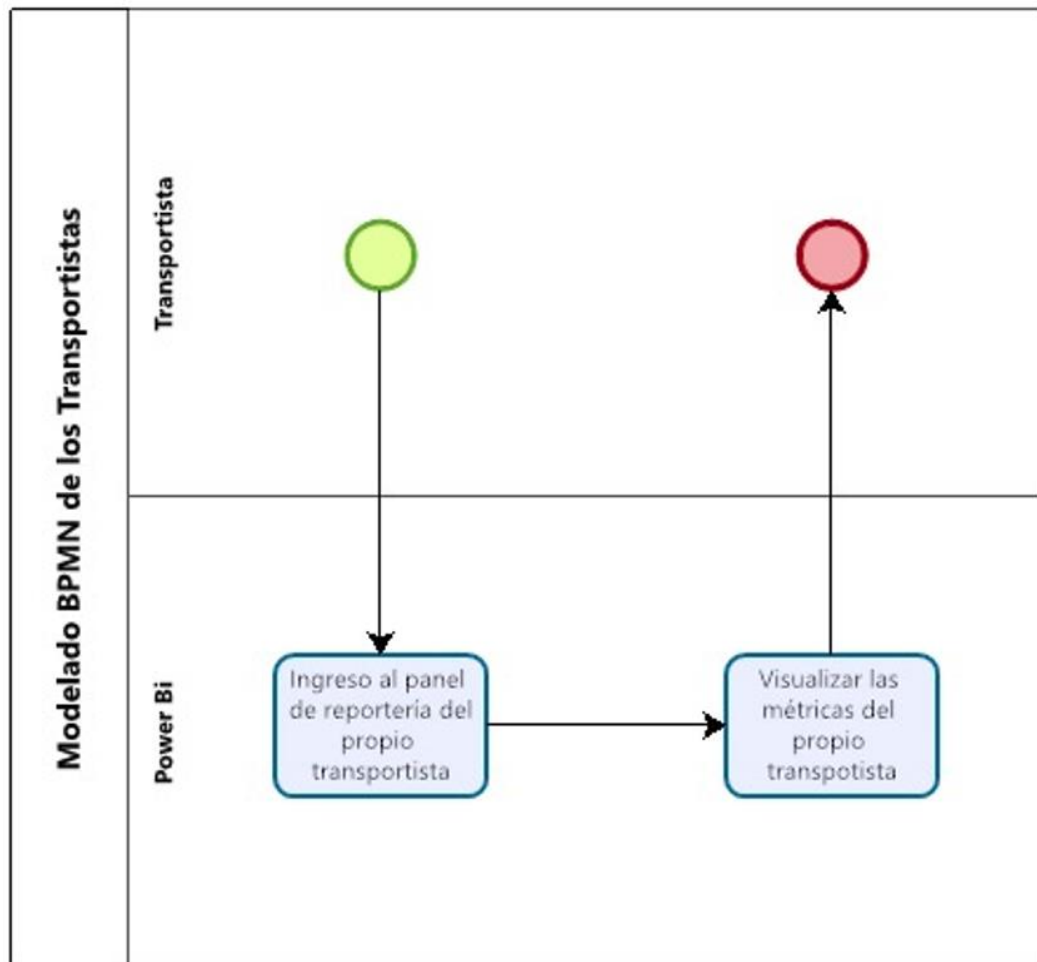 Modelado BPMN de los Transportistas
Transportista
Power Bi
Ingreso al panel
de reportería del
propio
transportista
Visualizar las
métricas del
propio
transpotista